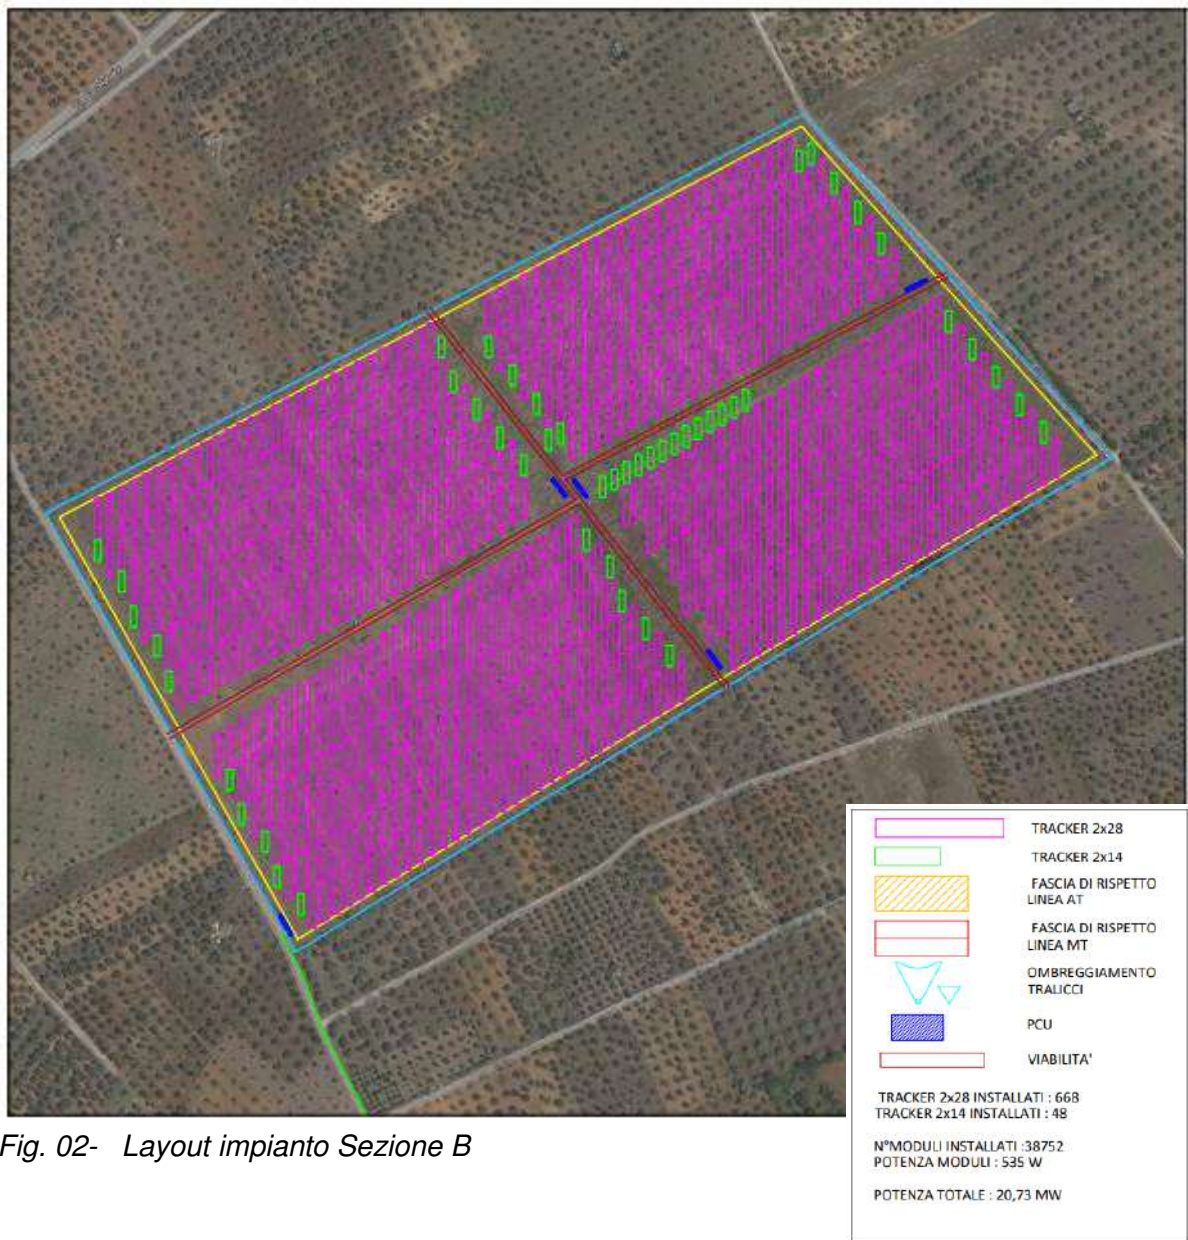 TRACKER 2x28
TRACKER 2x14
FASCIA DI RISPETTO
LINEA AT
FASCIA DI RISPETTO
LINEA MT
OMBREGGIAMENTO
TRALICCI
PCU
VIABILITA'
TRACKER 2x28 INSTALLATI : 668
TRACKER 2x14 INSTALLATI : 48
N°MODULI INSTALLATI :38752
POTENZA MODULI : 535 W
POTENZA TOTALE : 20,73 MW
Fig. 02- Layout impianto Sezione B